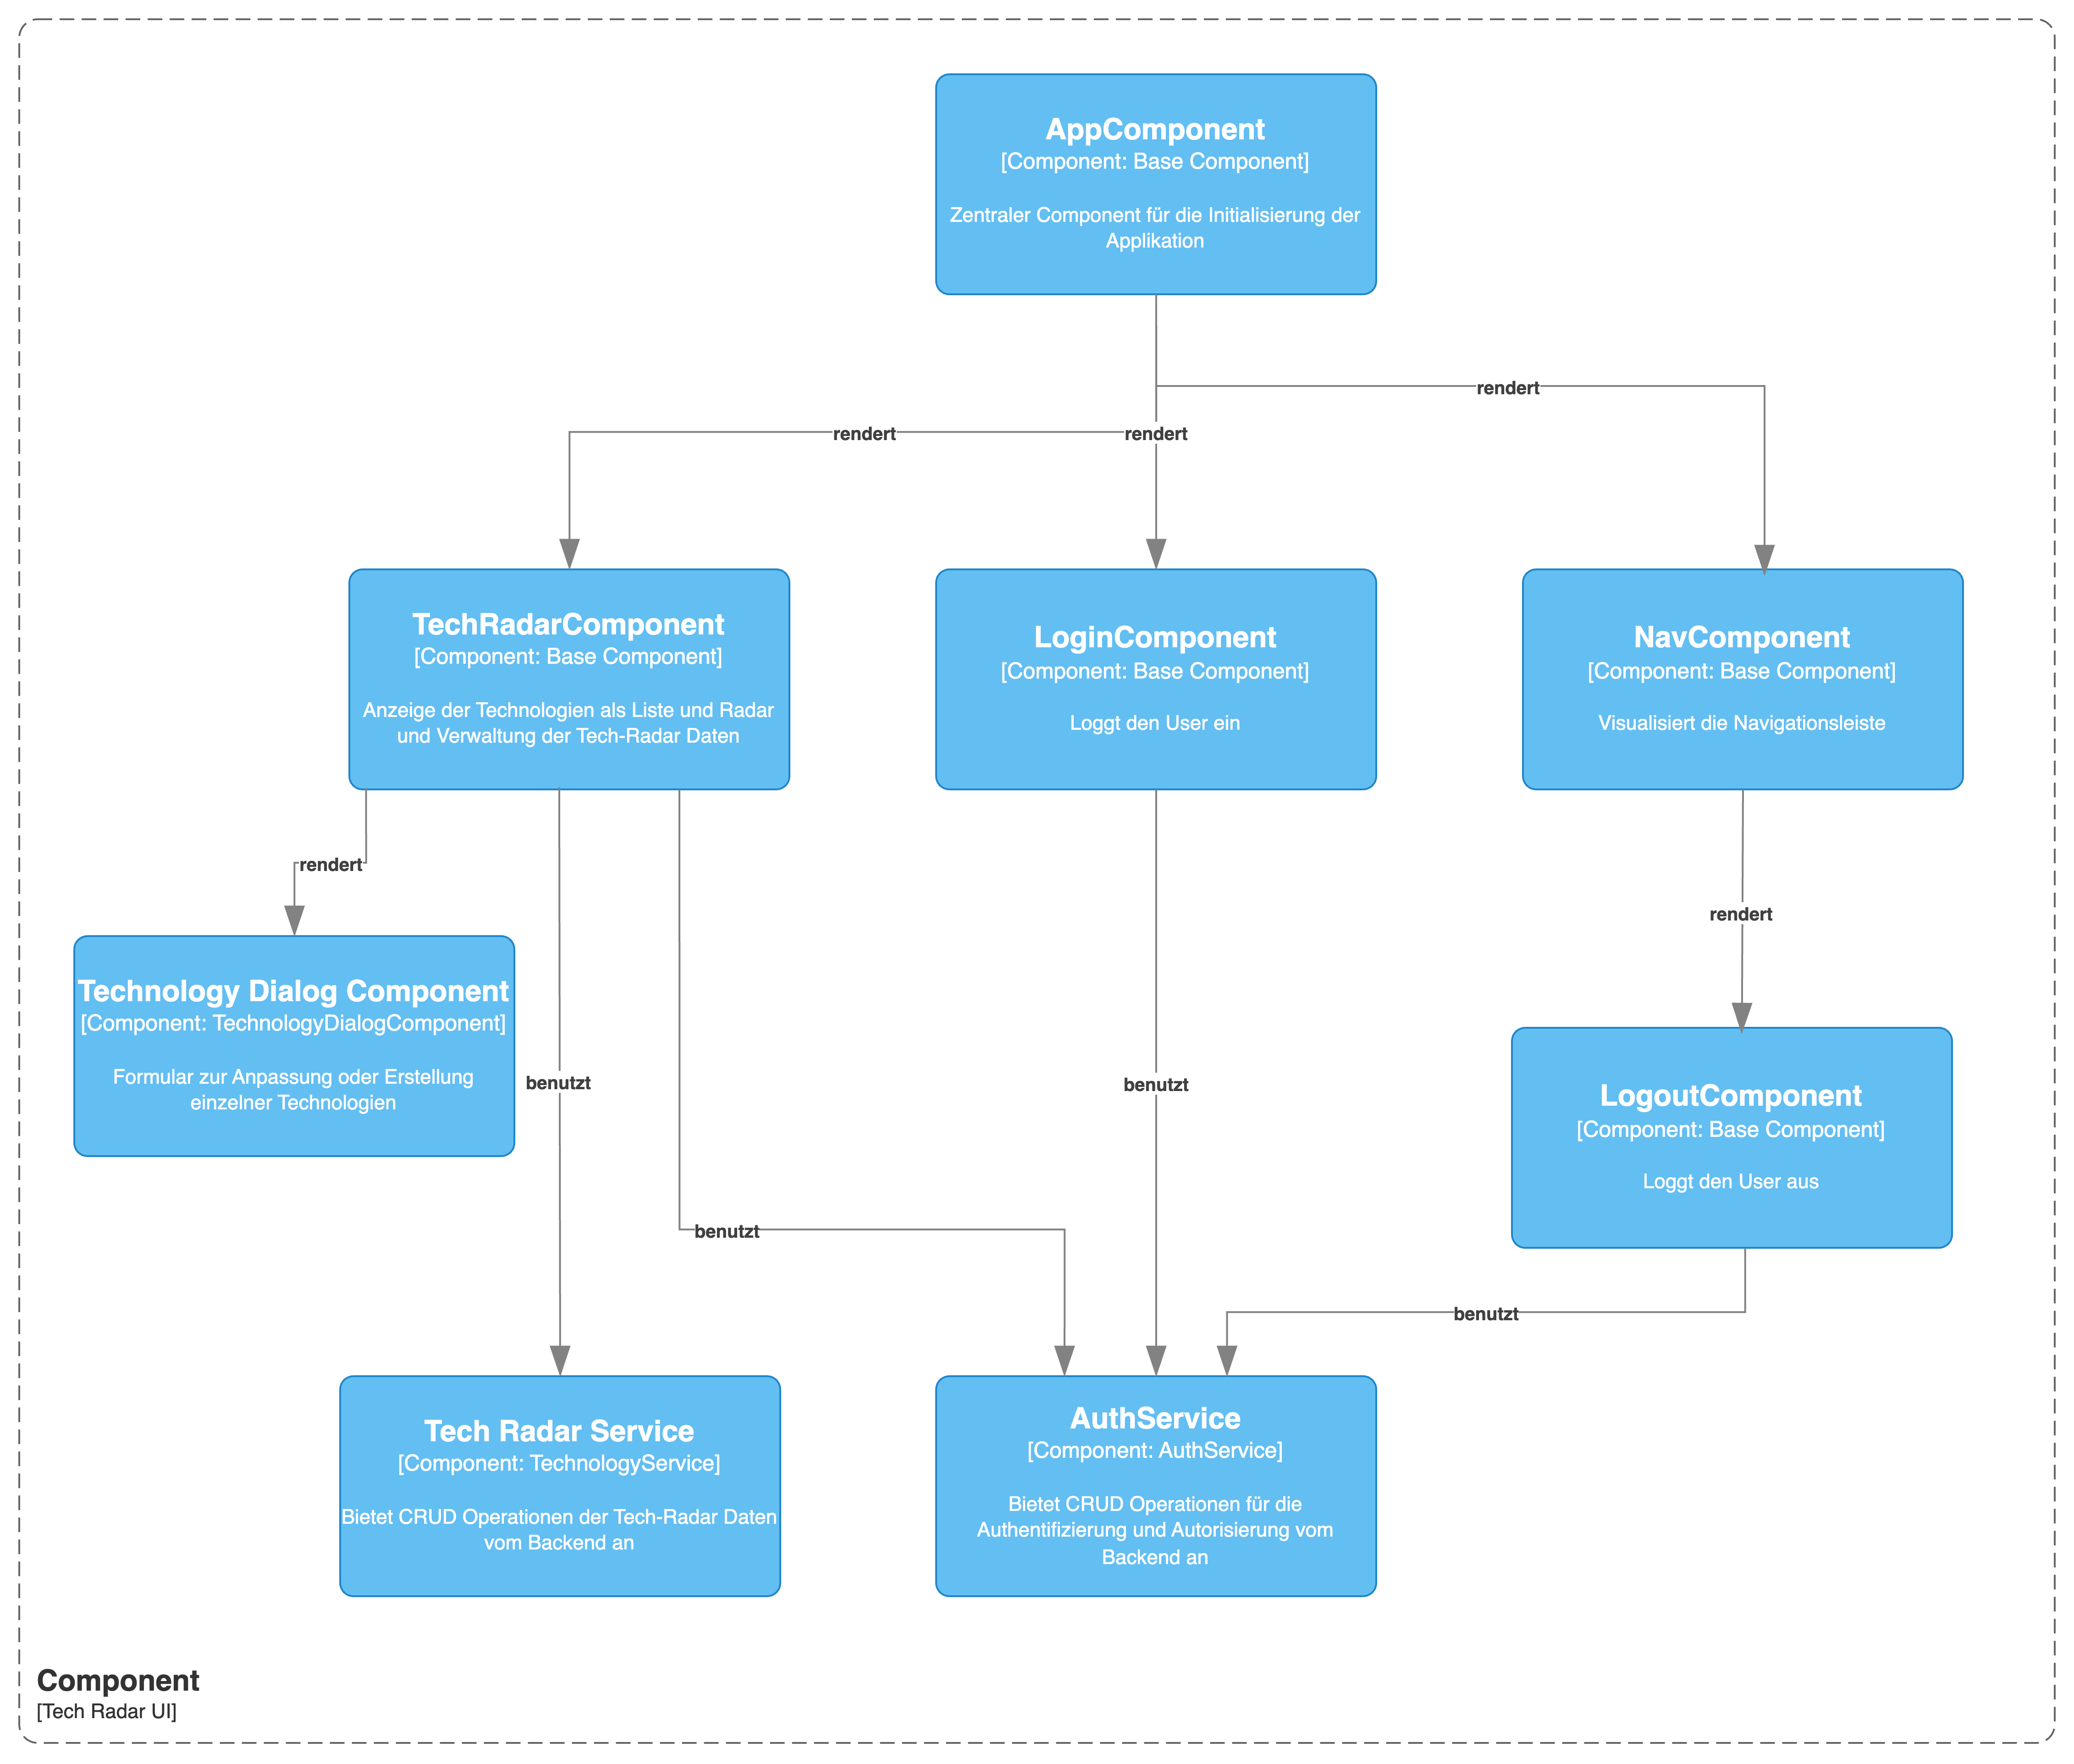 AppComponent
[Component: Base Component]
Zentraler Component für die Initialisierung der
Applikation
rendert
rendert
rendert
TechRadarComponent
[Component: Base Component]
Anzeige der Technologien als Liste und Radar
und Verwaltung der Tech-Radar Daten
LoginComponent
[Component: Base Component]
Loggt den User ein
NavComponent
[Component: Base Component]
Visualisiert die Navigationsleiste
rendert
rendert
Technology Dialog Component
[Component: TechnologyDialogComponent]
Formular zur Anpassung oder Erstellung
einzelner Technologien
benutzt
benutzt
LogoutComponent
[Component: Base Component]
Loggt den User aus
benutzt
benutzt
Tech Radar Service
[Component: TechnologyService]
Bietet CRUD Operationen der Tech-Radar Daten
vom Backend an
AuthService
[Component: AuthService]
Bietet CRUD Operationen für die
Authentifizierung und Autorisierung vom
Backend an
Component
[Tech Radar UI]